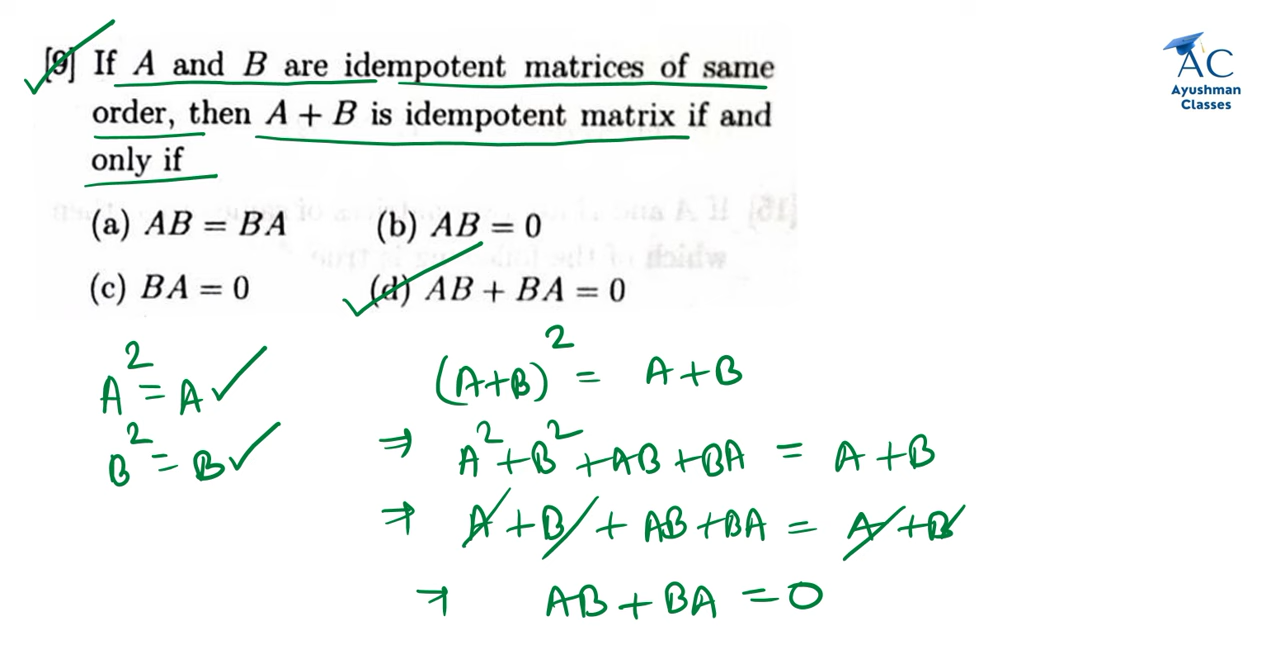 [9] If A and B are idempotent matrices of same
order, then A + B is idempotent matrix if and
only if
(a) AB = BA (b) AB = 0
(c) BA = 0 (d) AB + BA = 0
AC
Ayushman
Classes
A² = A ✓
B² = B ✓
(A+B)² = A+B
⇒ A² + B² + AB + BA = A + B
⇒ A + B + AB + BA = A + B
⇒ AB + BA = 0